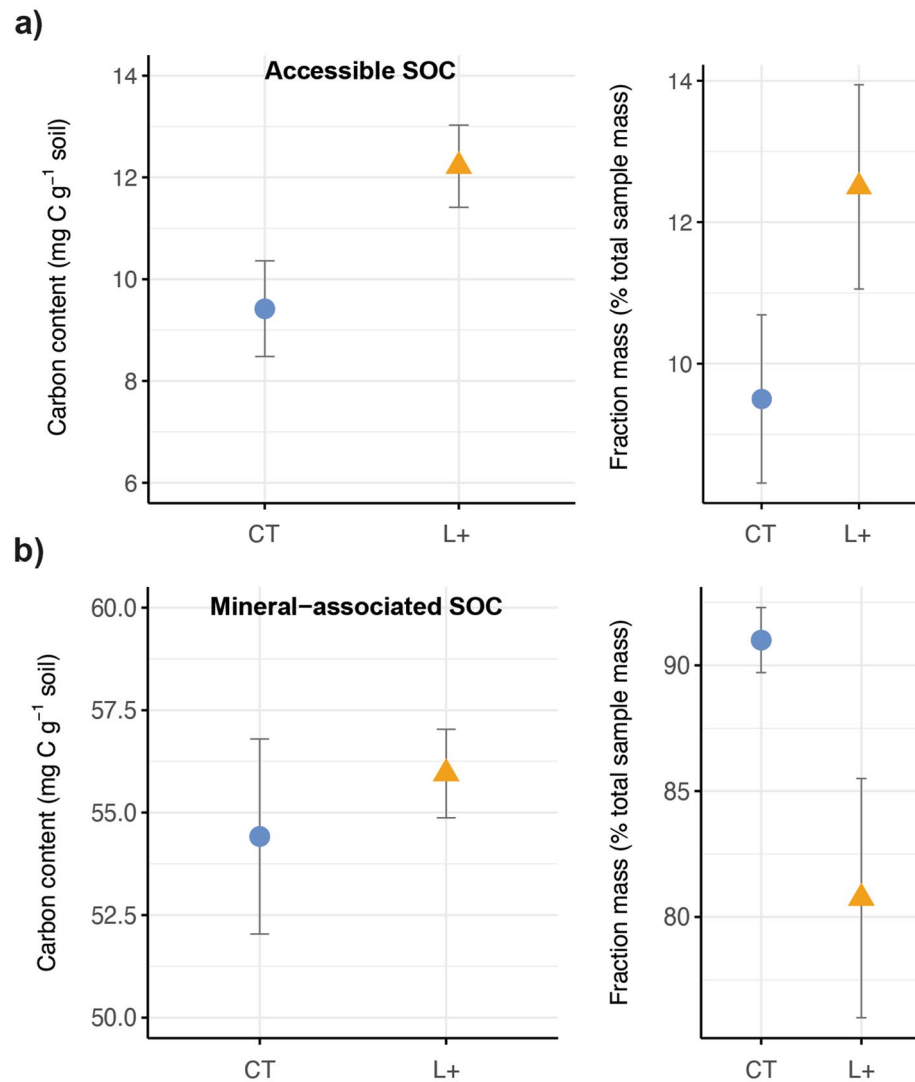 a)
Accessible SOC
Carbon content (mg C g⁻¹ soil)
14
12
10
8
6
CT
L+
Fraction mass (% total sample mass)
14
12
10
CT
L+
b)
Mineral−associated SOC
Carbon content (mg C g⁻¹ soil)
60.0
57.5
55.0
52.5
50.0
CT
L+
Fraction mass (% total sample mass)
90
85
80
CT
L+